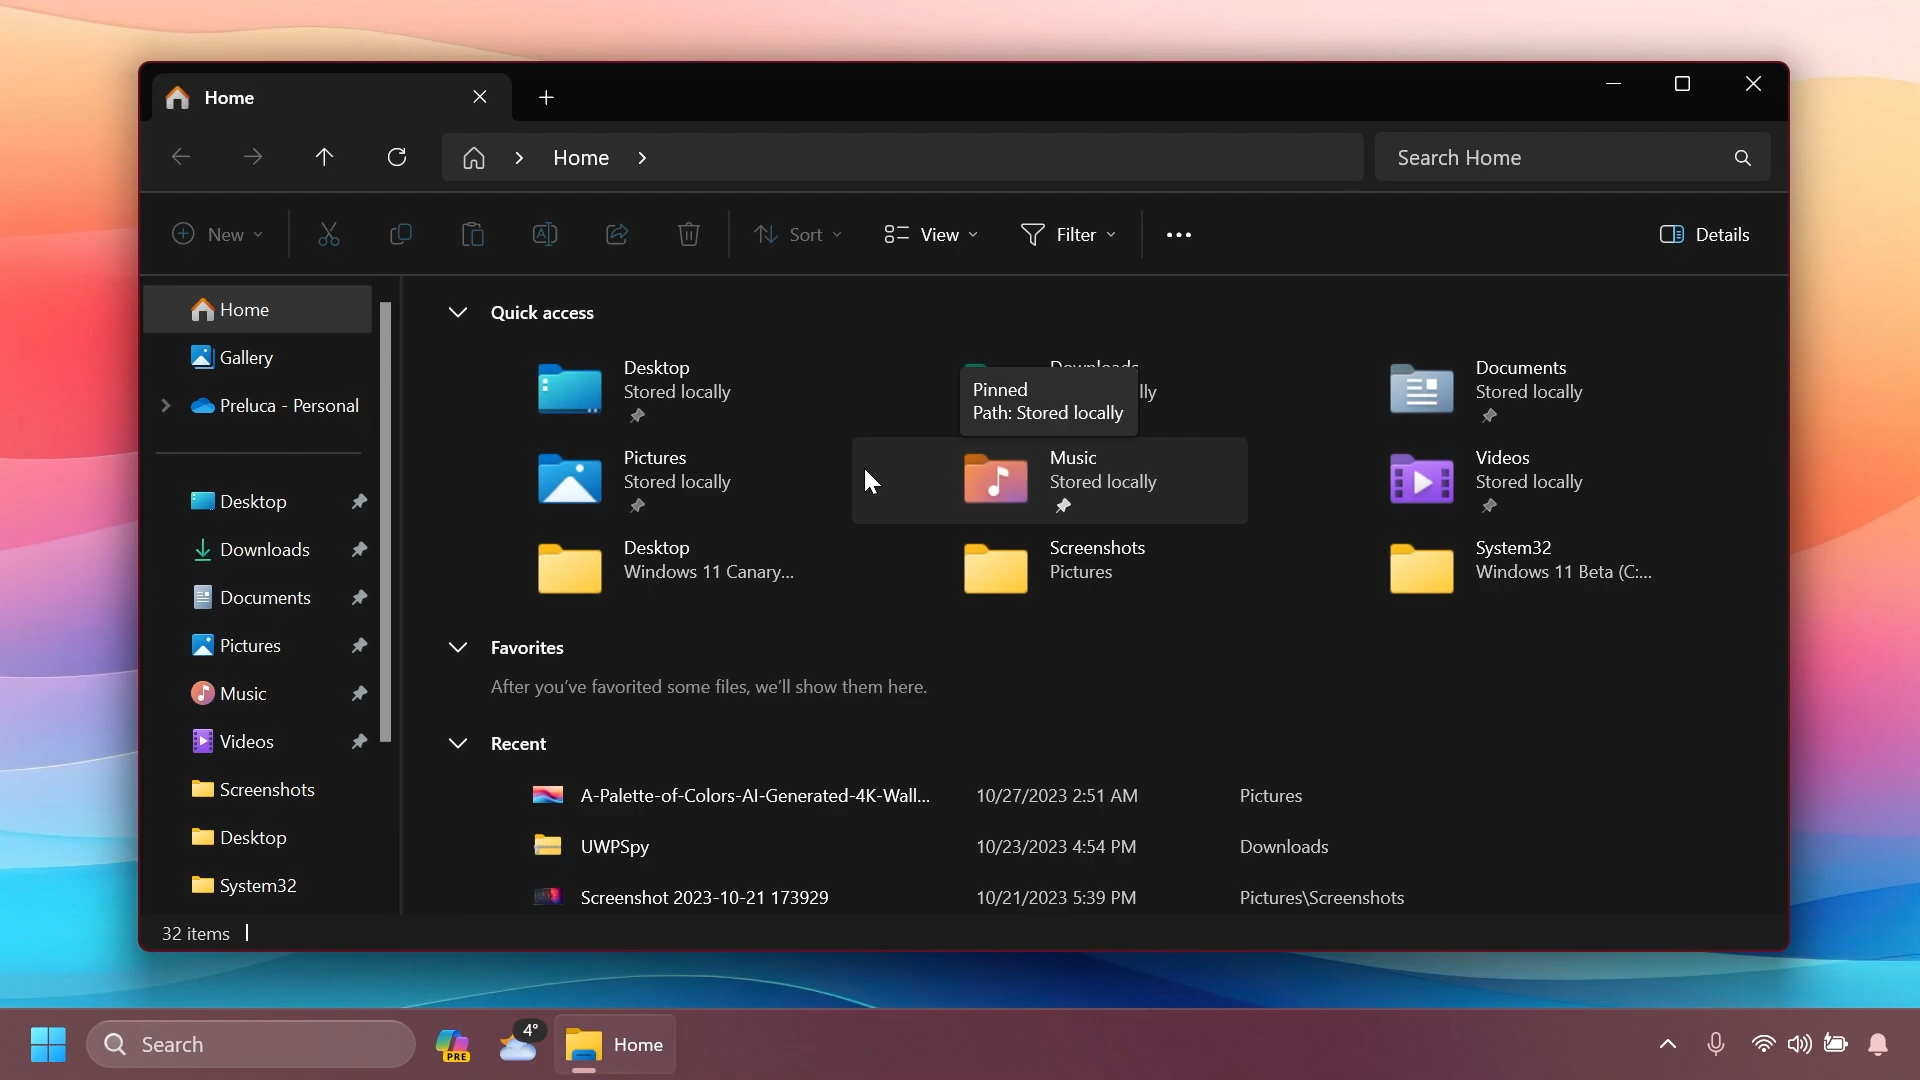 Home
Home
Search Home
New
Sort
View
Filter
Details
Home
Gallery
Preluca - Personal
Desktop
Downloads
Documents
Pictures
Music
Videos
Screenshots
Desktop
System32
Quick access
Desktop
Stored locally
Downloads
lly
Pinned
Path: Stored locally
Documents
Stored locally
Pictures
Stored locally
Music
Stored locally
Videos
Stored locally
Desktop
Windows 11 Canary...
Screenshots
Pictures
System32
Windows 11 Beta (C:...
Favorites
After you've favorited some files, we'll show them here.
Recent
A-Palette-of-Colors-AI-Generated-4K-Wall... 10/27/2023 2:51 AM Pictures
UWPSpy 10/23/2023 4:54 PM Downloads
Screenshot 2023-10-21 173929 10/21/2023 5:39 PM Pictures\Screenshots
32 items
Search
PRE
4°
Home